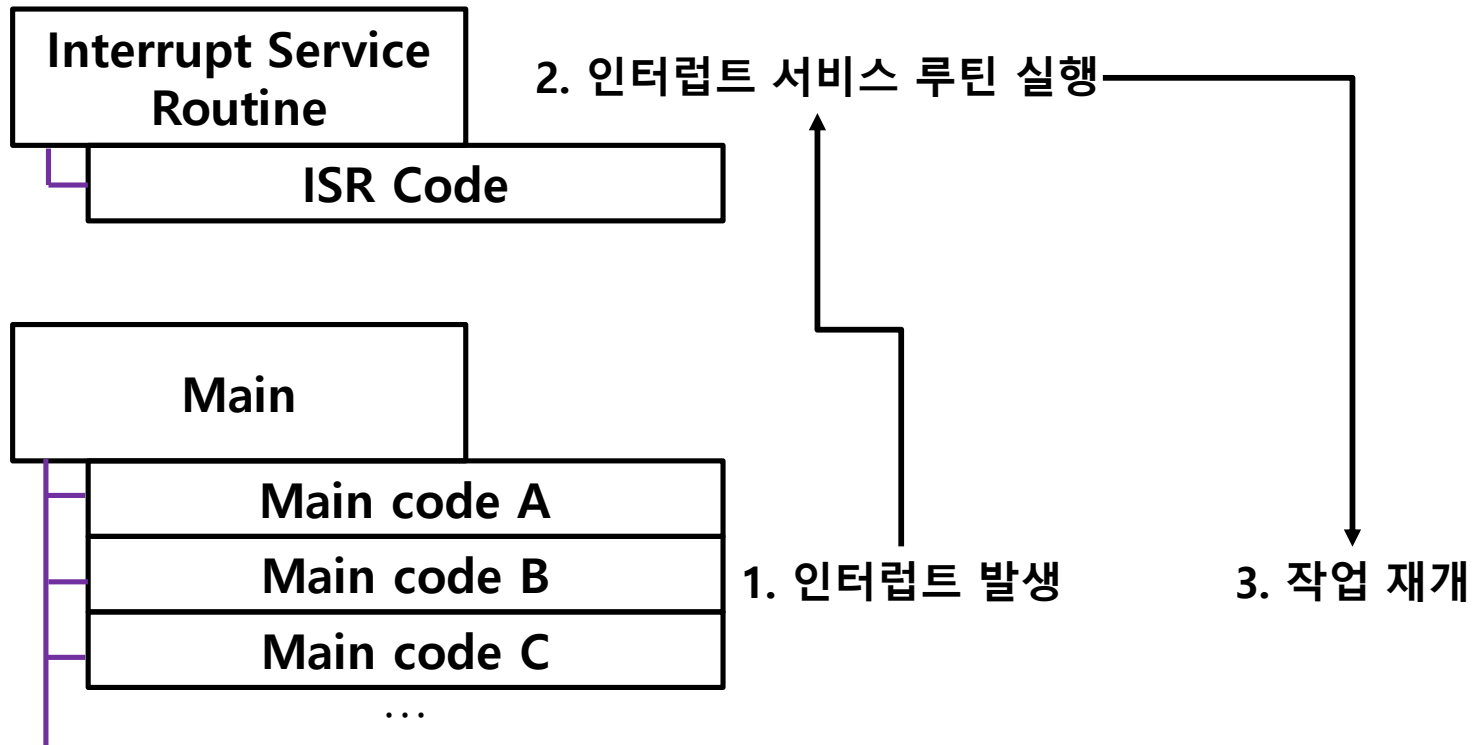 Interrupt Service
Routine
2. 인터럽트 서비스 루틴 실행
ISR Code
Main
Main code A
Main code B
1. 인터럽트 발생
3. 작업 재개
Main code C
...